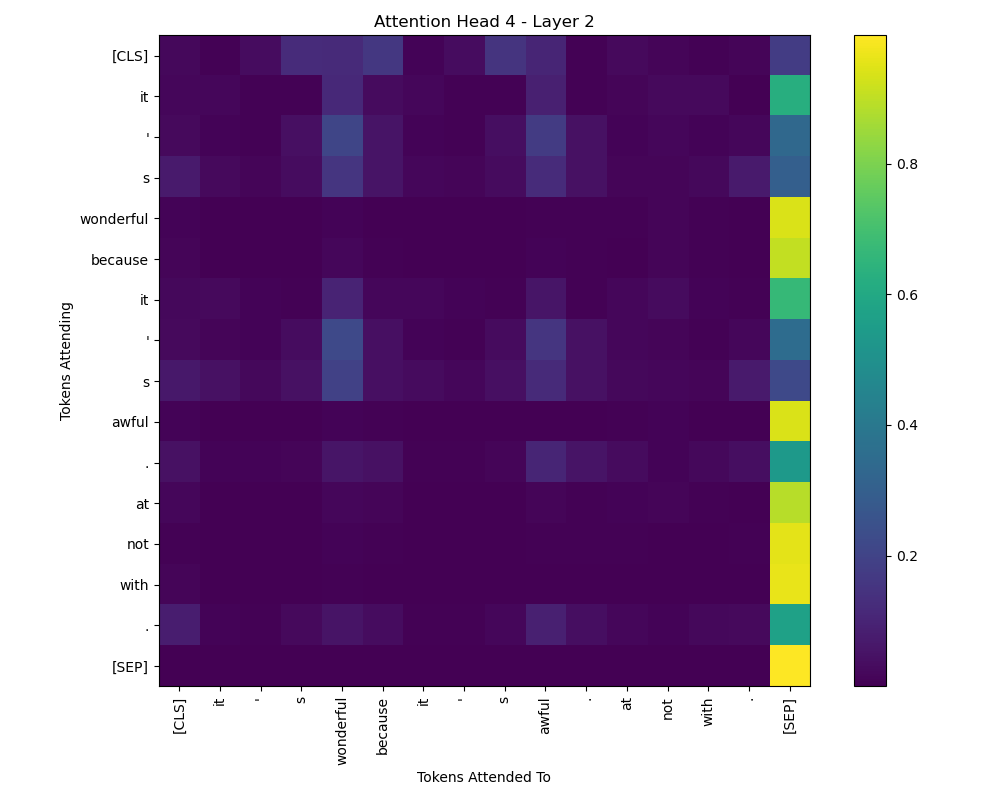 Attention Head 4 - Layer 2
Tokens Attending
[CLS]
it
'
s
wonderful
because
it
'
s
awful
.
at
not
with
.
[SEP]
[CLS]
it
'
s
wonderful
because
it
'
s
awful
.
at
not
with
.
[SEP]
Tokens Attended To
0.8
0.6
0.4
0.2